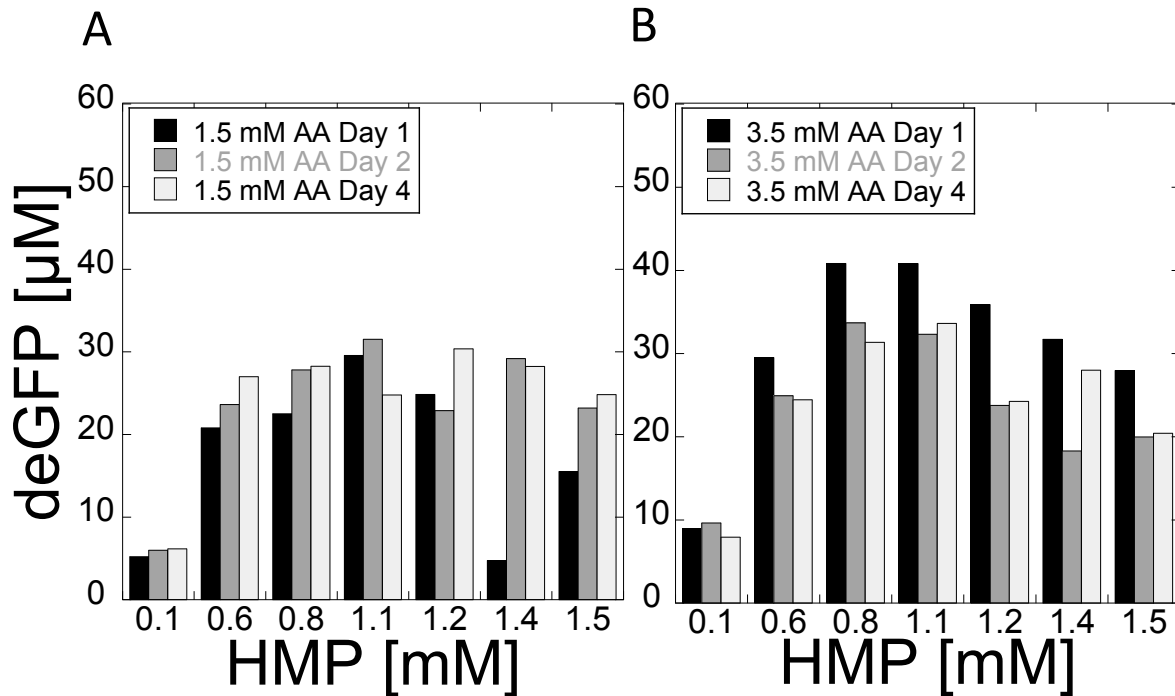 A
B
deGFP [µM]
60
50
40
30
20
10
0
1.5 mM AA Day 1
1.5 mM AA Day 2
1.5 mM AA Day 4
0.1 0.6 0.8 1.1 1.2 1.4 1.5
HMP [mM]
60
50
40
30
20
10
0
3.5 mM AA Day 1
3.5 mM AA Day 2
3.5 mM AA Day 4
0.1 0.6 0.8 1.1 1.2 1.4 1.5
HMP [mM]